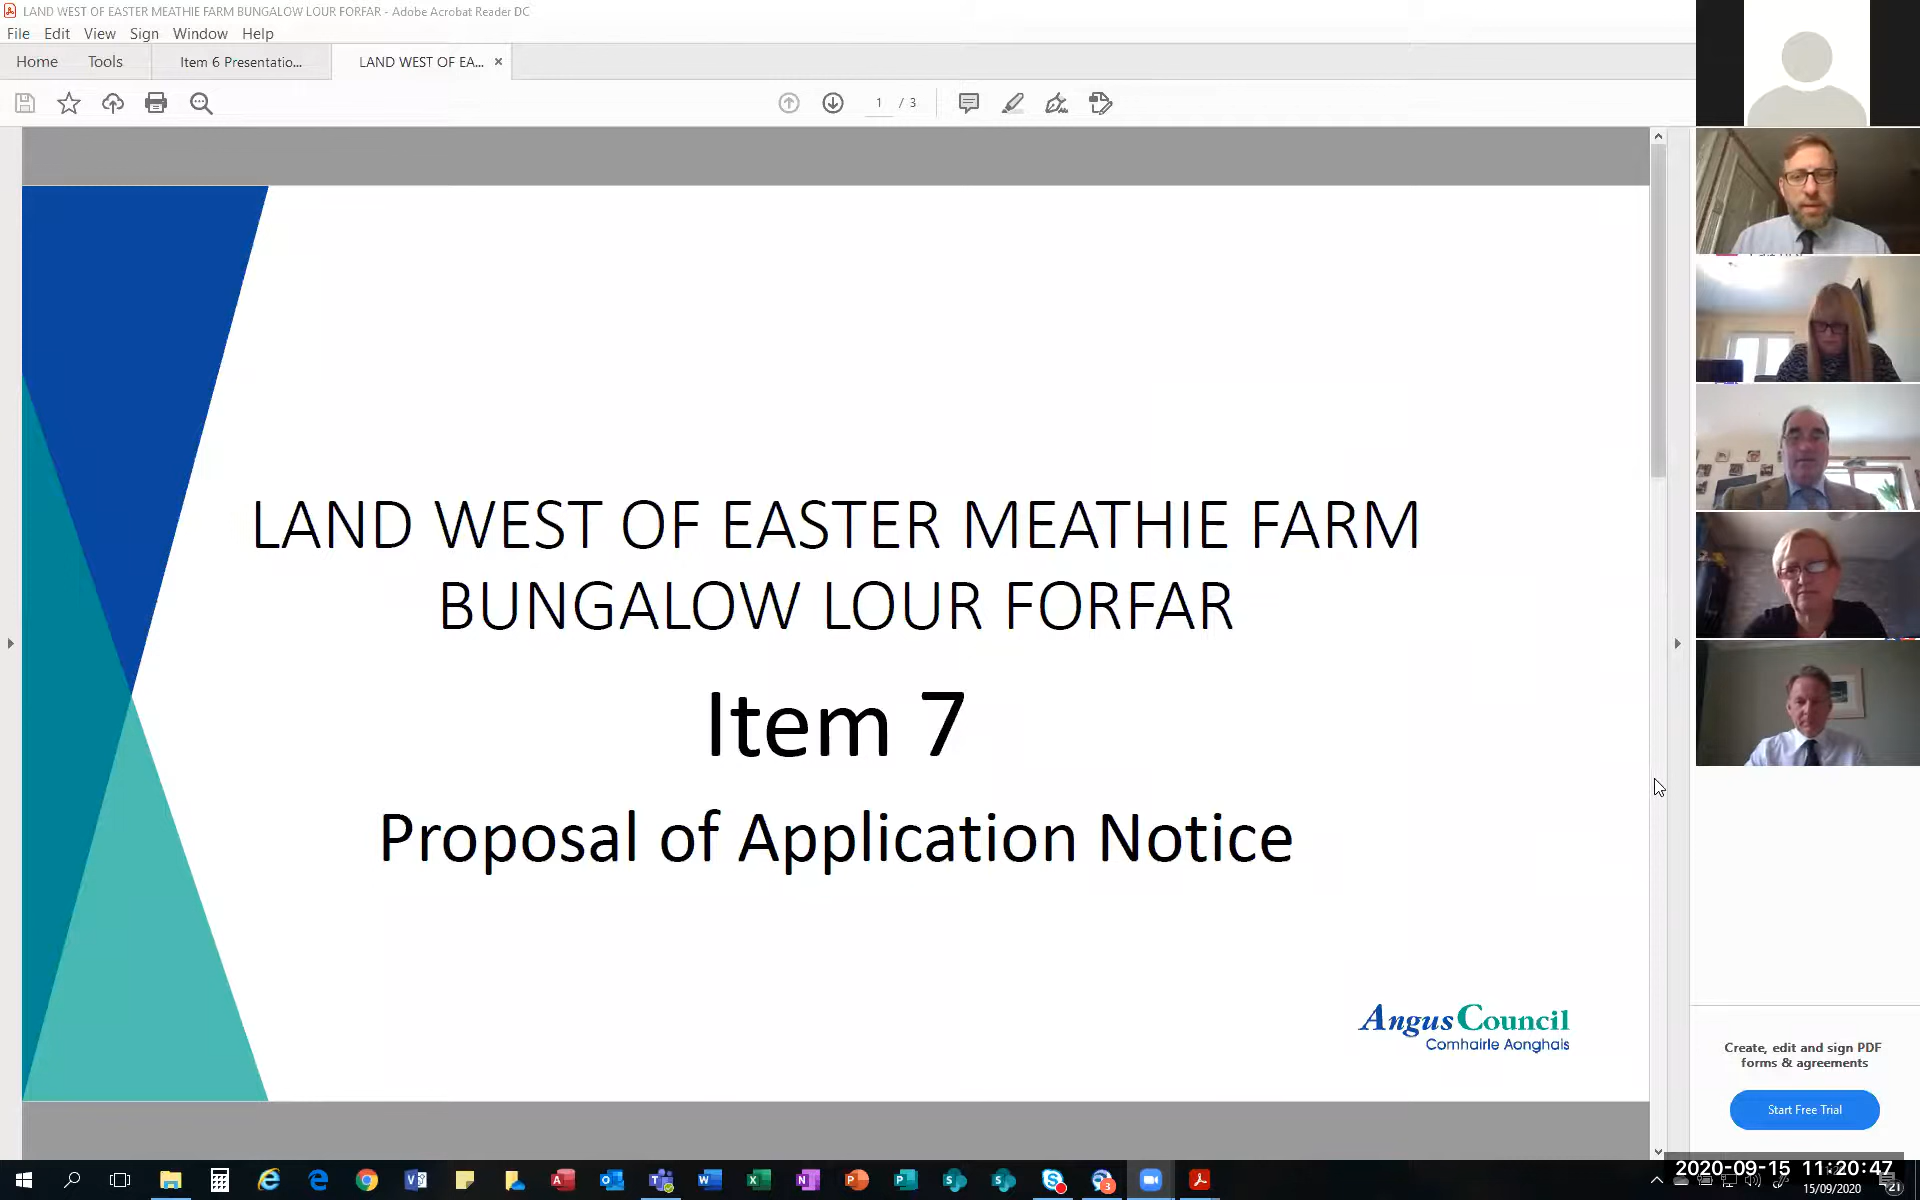 LAND WEST OF EASTER MEATHIE FARM BUNGALOW LOUR FORFAR - Adobe Acrobat Reader DC
File Edit View Sign Window Help
Home Tools Item 6 Presentatio... LAND WEST OF EA... ×
1 / 3
LAND WEST OF EASTER MEATHIE FARM
BUNGALOW LOUR FORFAR
Item 7
Proposal of Application Notice
Angus Council
Comhairle Aonghais
Create, edit and sign PDF
forms & agreements
Start Free Trial
2020-09-15 11:20:47
15/09/2020